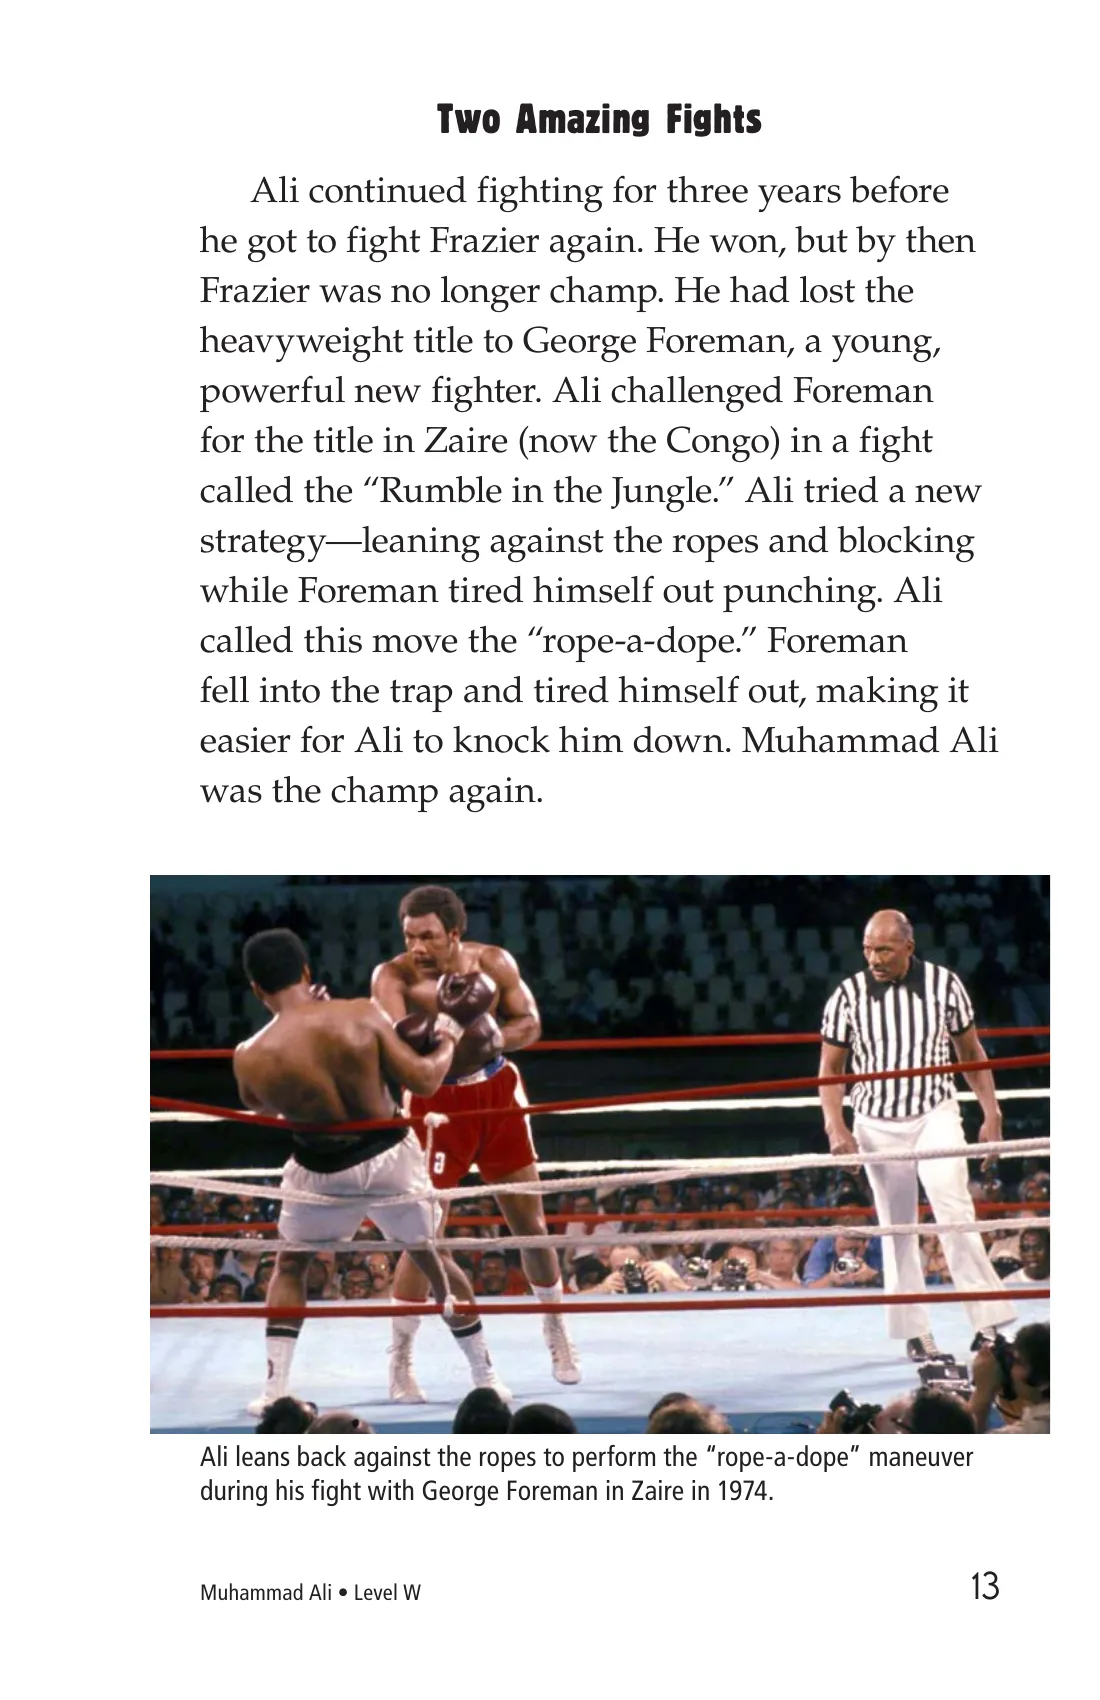 Two Amazing Fights
Ali continued fighting for three years before
he got to fight Frazier again. He won, but by then
Frazier was no longer champ. He had lost the
heavyweight title to George Foreman, a young,
powerful new fighter. Ali challenged Foreman
for the title in Zaire (now the Congo) in a fight
called the “Rumble in the Jungle.” Ali tried a new
strategy—leaning against the ropes and blocking
while Foreman tired himself out punching. Ali
called this move the “rope-a-dope.” Foreman
fell into the trap and tired himself out, making it
easier for Ali to knock him down. Muhammad Ali
was the champ again.
Ali leans back against the ropes to perform the “rope-a-dope” maneuver
during his fight with George Foreman in Zaire in 1974.
Muhammad Ali • Level W
13